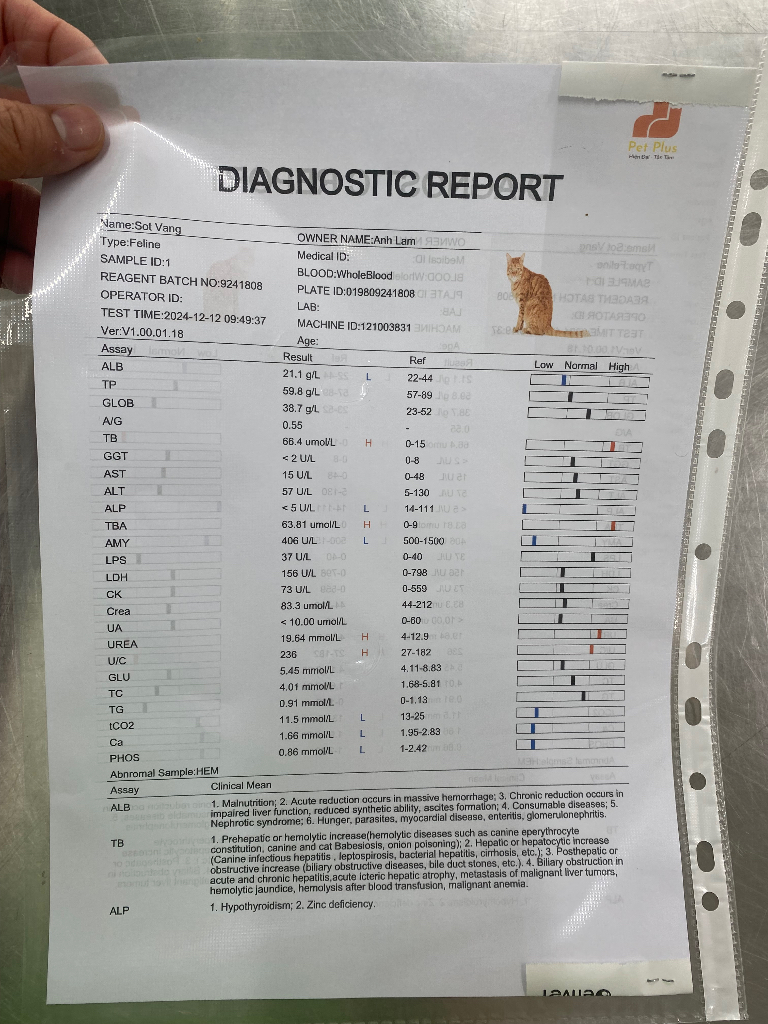 Pet Plus
Hiện Đại - Tận Tâm
DIAGNOSTIC REPORT
Name:Sot Vang
OWNER NAME:Anh Lam
Type:Feline
Medical ID:
SAMPLE ID:1
BLOOD:WholeBlood
REAGENT BATCH NO:9241808
PLATE ID:019809241808
OPERATOR ID:
LAB:
TEST TIME:2024-12-12 09:49:37
MACHINE ID:121003831
Ver:V1.00.01.18
Age:
Assay Result Ref Low Normal High
ALB 21.1 g/L L 22-44
TP 59.8 g/L 57-89
GLOB 38.7 g/L 23-52
A/G 0.55 -
TB 66.4 umol/L H 0-15
GGT < 2 U/L 0-8
AST 15 U/L 0-48
ALT 57 U/L 5-130
ALP < 5 U/L L 14-111
TBA 63.81 umol/L H 0-9
AMY 406 U/L L 500-1500
LPS 37 U/L 0-40
LDH 156 U/L 0-798
CK 73 U/L 0-559
Crea 83.3 umol/L 44-212
UA < 10.00 umol/L 0-60
UREA 19.64 mmol/L H 4-12.9
U/C 236 H 27-182
GLU 5.45 mmol/L 4.11-8.83
TC 4.01 mmol/L 1.68-5.81
TG 0.91 mmol/L 0-1.13
tCO2 11.5 mmol/L L 13-25
Ca 1.66 mmol/L L 1.95-2.83
PHOS 0.86 mmol/L L 1-2.42
Abnromal Sample:HEM
Assay Clinical Mean
ALB 1. Malnutrition; 2. Acute reduction occurs in massive hemorrhage; 3. Chronic reduction occurs in
impaired liver function, reduced synthetic ability, ascites formation; 4. Consumable diseases; 5.
Nephrotic syndrome; 6. Hunger, parasites, myocardial disease, enteritis, glomerulonephritis.
TB 1. Prehepatic or hemolytic increase(hemolytic diseases such as canine eperythrocyte
constitution, canine and cat Babesiosis, onion poisoning); 2. Hepatic or hepatocytic increase
(Canine infectious hepatitis , leptospirosis, bacterial hepatitis, cirrhosis, etc.); 3. Posthepatic or
obstructive increase (biliary obstructive diseases, bile duct stones, etc.). 4. Biliary obstruction in
acute and chronic hepatitis,acute icteric hepatic atrophy, metastasis of malignant liver tumors,
hemolytic jaundice, hemolysis after blood transfusion, malignant anemia.
ALP 1. Hypothyroidism; 2. Zinc deficiency.